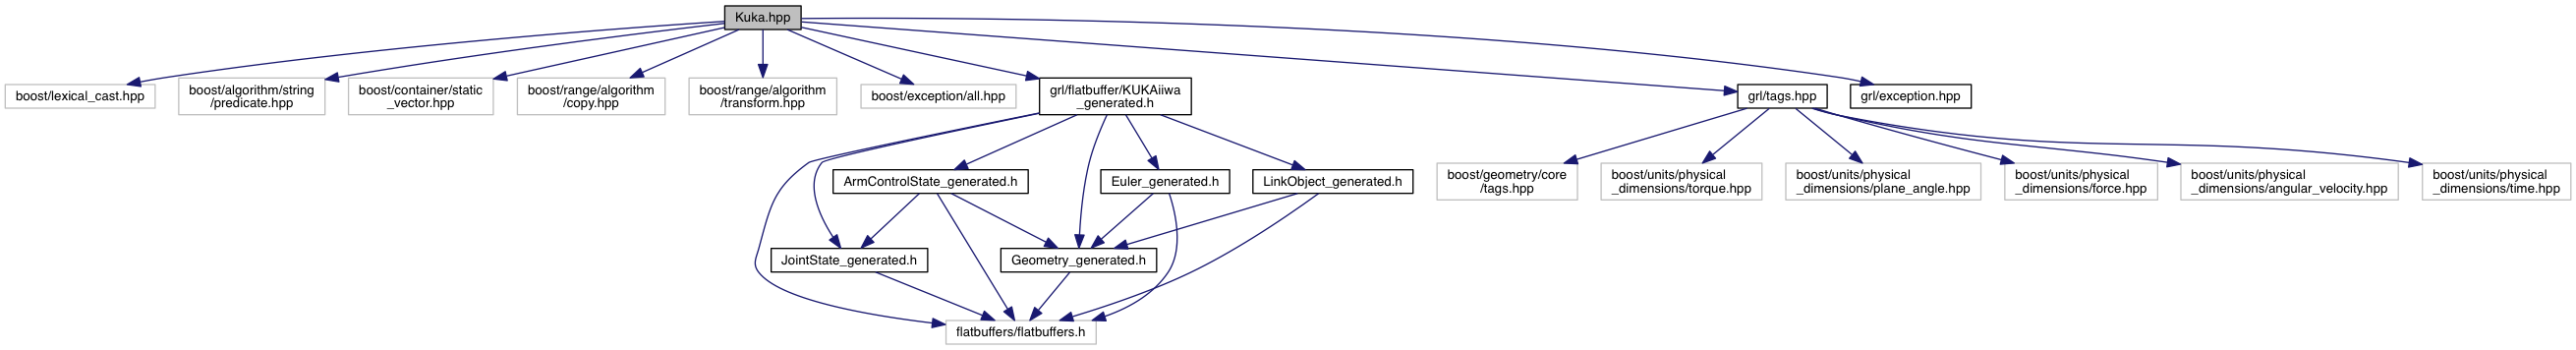 Kuka.hpp
boost/lexical_cast.hpp
boost/algorithm/string
/predicate.hpp
boost/container/static
_vector.hpp
boost/range/algorithm
/copy.hpp
boost/range/algorithm
/transform.hpp
boost/exception/all.hpp
grl/flatbuffer/KUKAiiwa
_generated.h
grl/tags.hpp
grl/exception.hpp
ArmControlState_generated.h
Euler_generated.h
LinkObject_generated.h
boost/geometry/core
/tags.hpp
boost/units/physical
_dimensions/torque.hpp
boost/units/physical
_dimensions/plane_angle.hpp
boost/units/physical
_dimensions/force.hpp
boost/units/physical
_dimensions/angular_velocity.hpp
boost/units/physical
_dimensions/time.hpp
JointState_generated.h
Geometry_generated.h
flatbuffers/flatbuffers.h